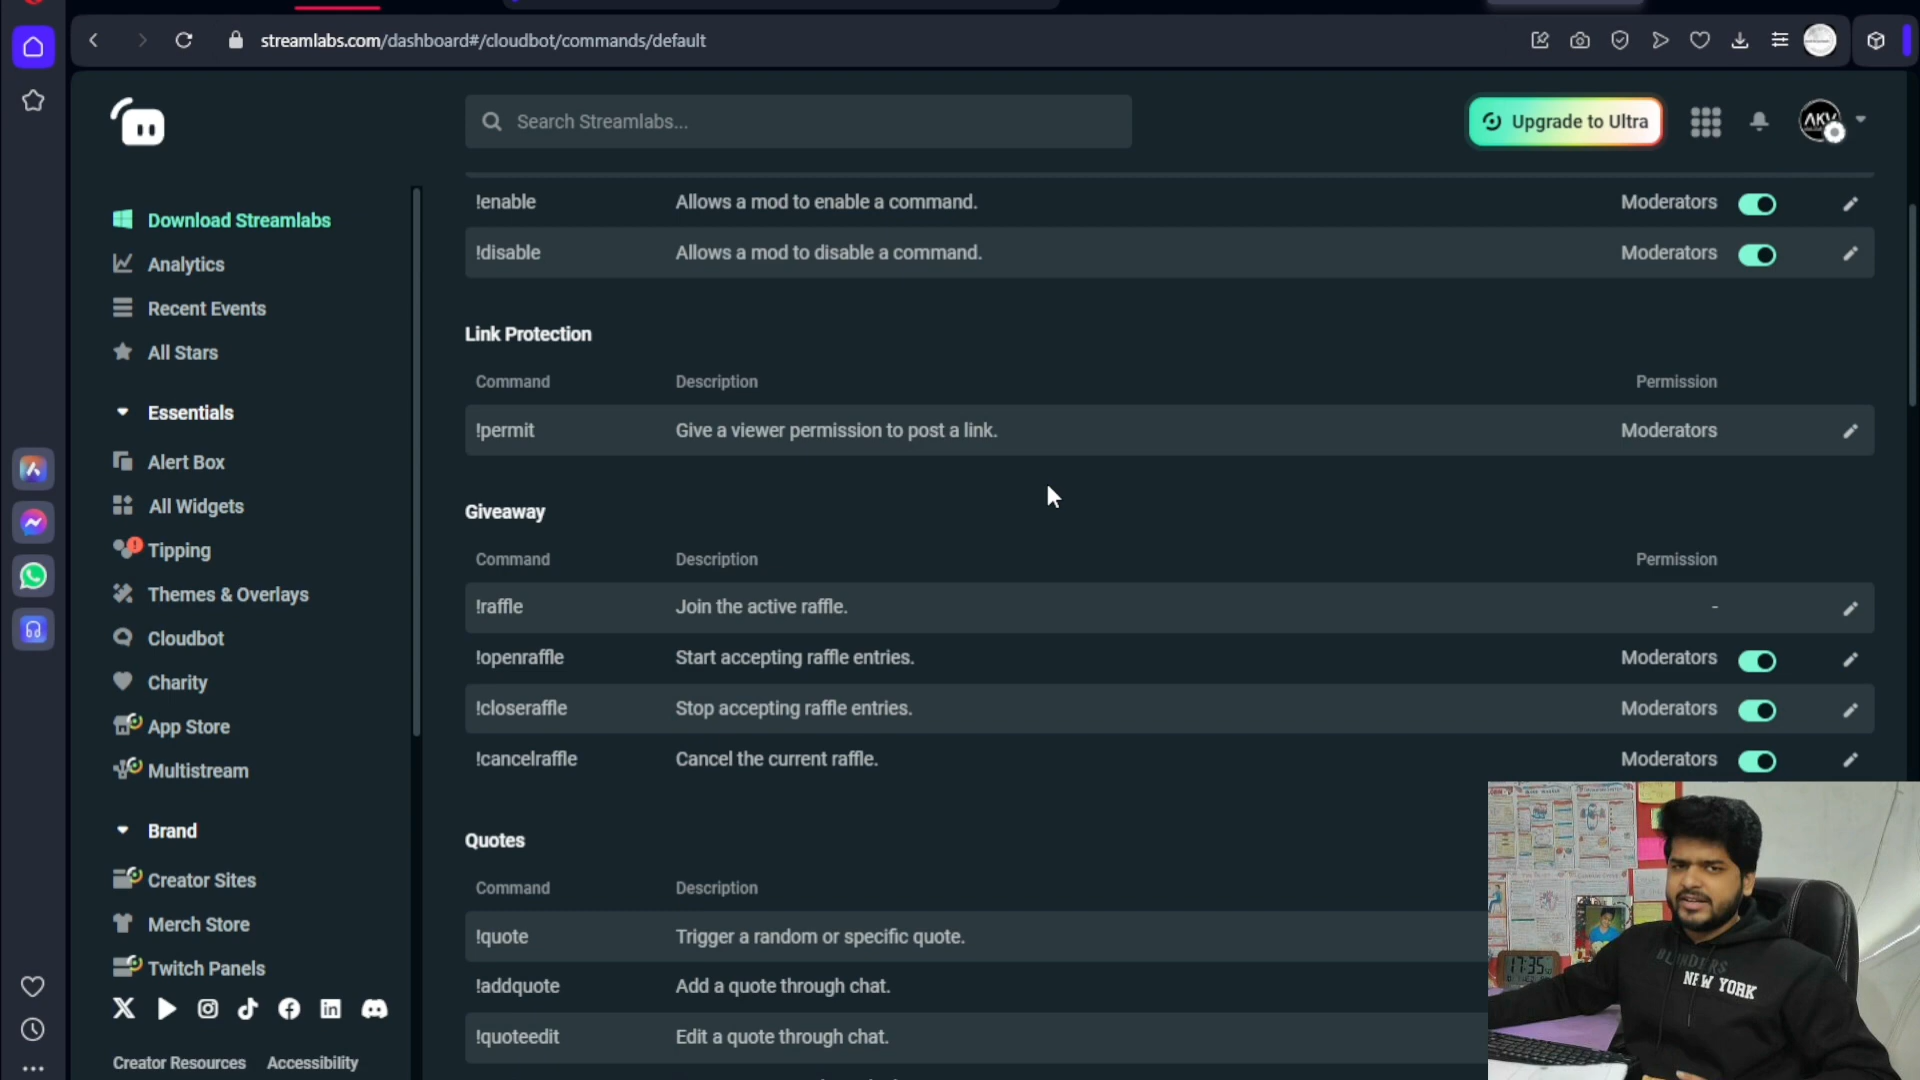 streamlabs.com/dashboard#/cloudbot/commands/default
Search Streamlabs...
Upgrade to Ultra
AKV
Download Streamlabs
Analytics
Recent Events
All Stars
Essentials
Alert Box
All Widgets
Tipping
Themes & Overlays
Cloudbot
Charity
App Store
Multistream
Brand
Creator Sites
Merch Store
Twitch Panels
Creator Resources Accessibility
!enable Allows a mod to enable a command. Moderators
!disable Allows a mod to disable a command. Moderators
Link Protection
Command Description Permission
!permit Give a viewer permission to post a link. Moderators
Giveaway
Command Description Permission
!raffle Join the active raffle. -
!openraffle Start accepting raffle entries. Moderators
!closeraffle Stop accepting raffle entries. Moderators
!cancelraffle Cancel the current raffle. Moderators
Quotes
Command Description
!quote Trigger a random or specific quote.
!addquote Add a quote through chat.
!quoteedit Edit a quote through chat.
17:35
BLINDERS
NEW YORK